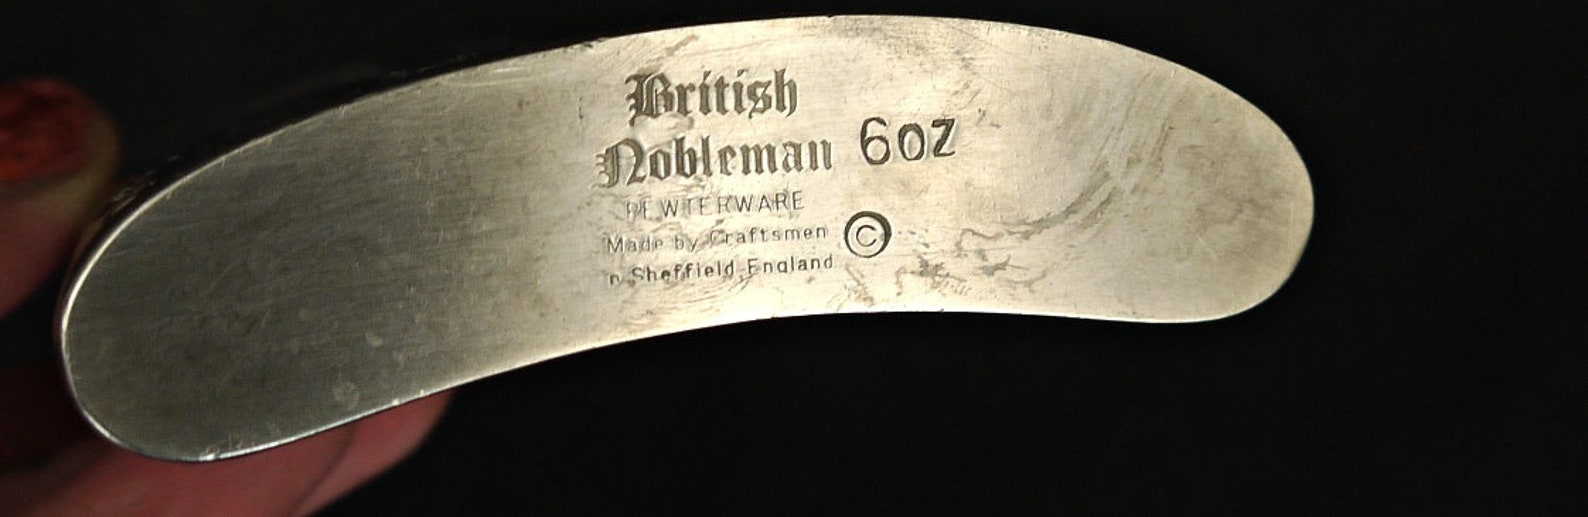 British
Nobleman 6oz
PEWTERWARE
Made by Craftsmen ©
n Sheffield England